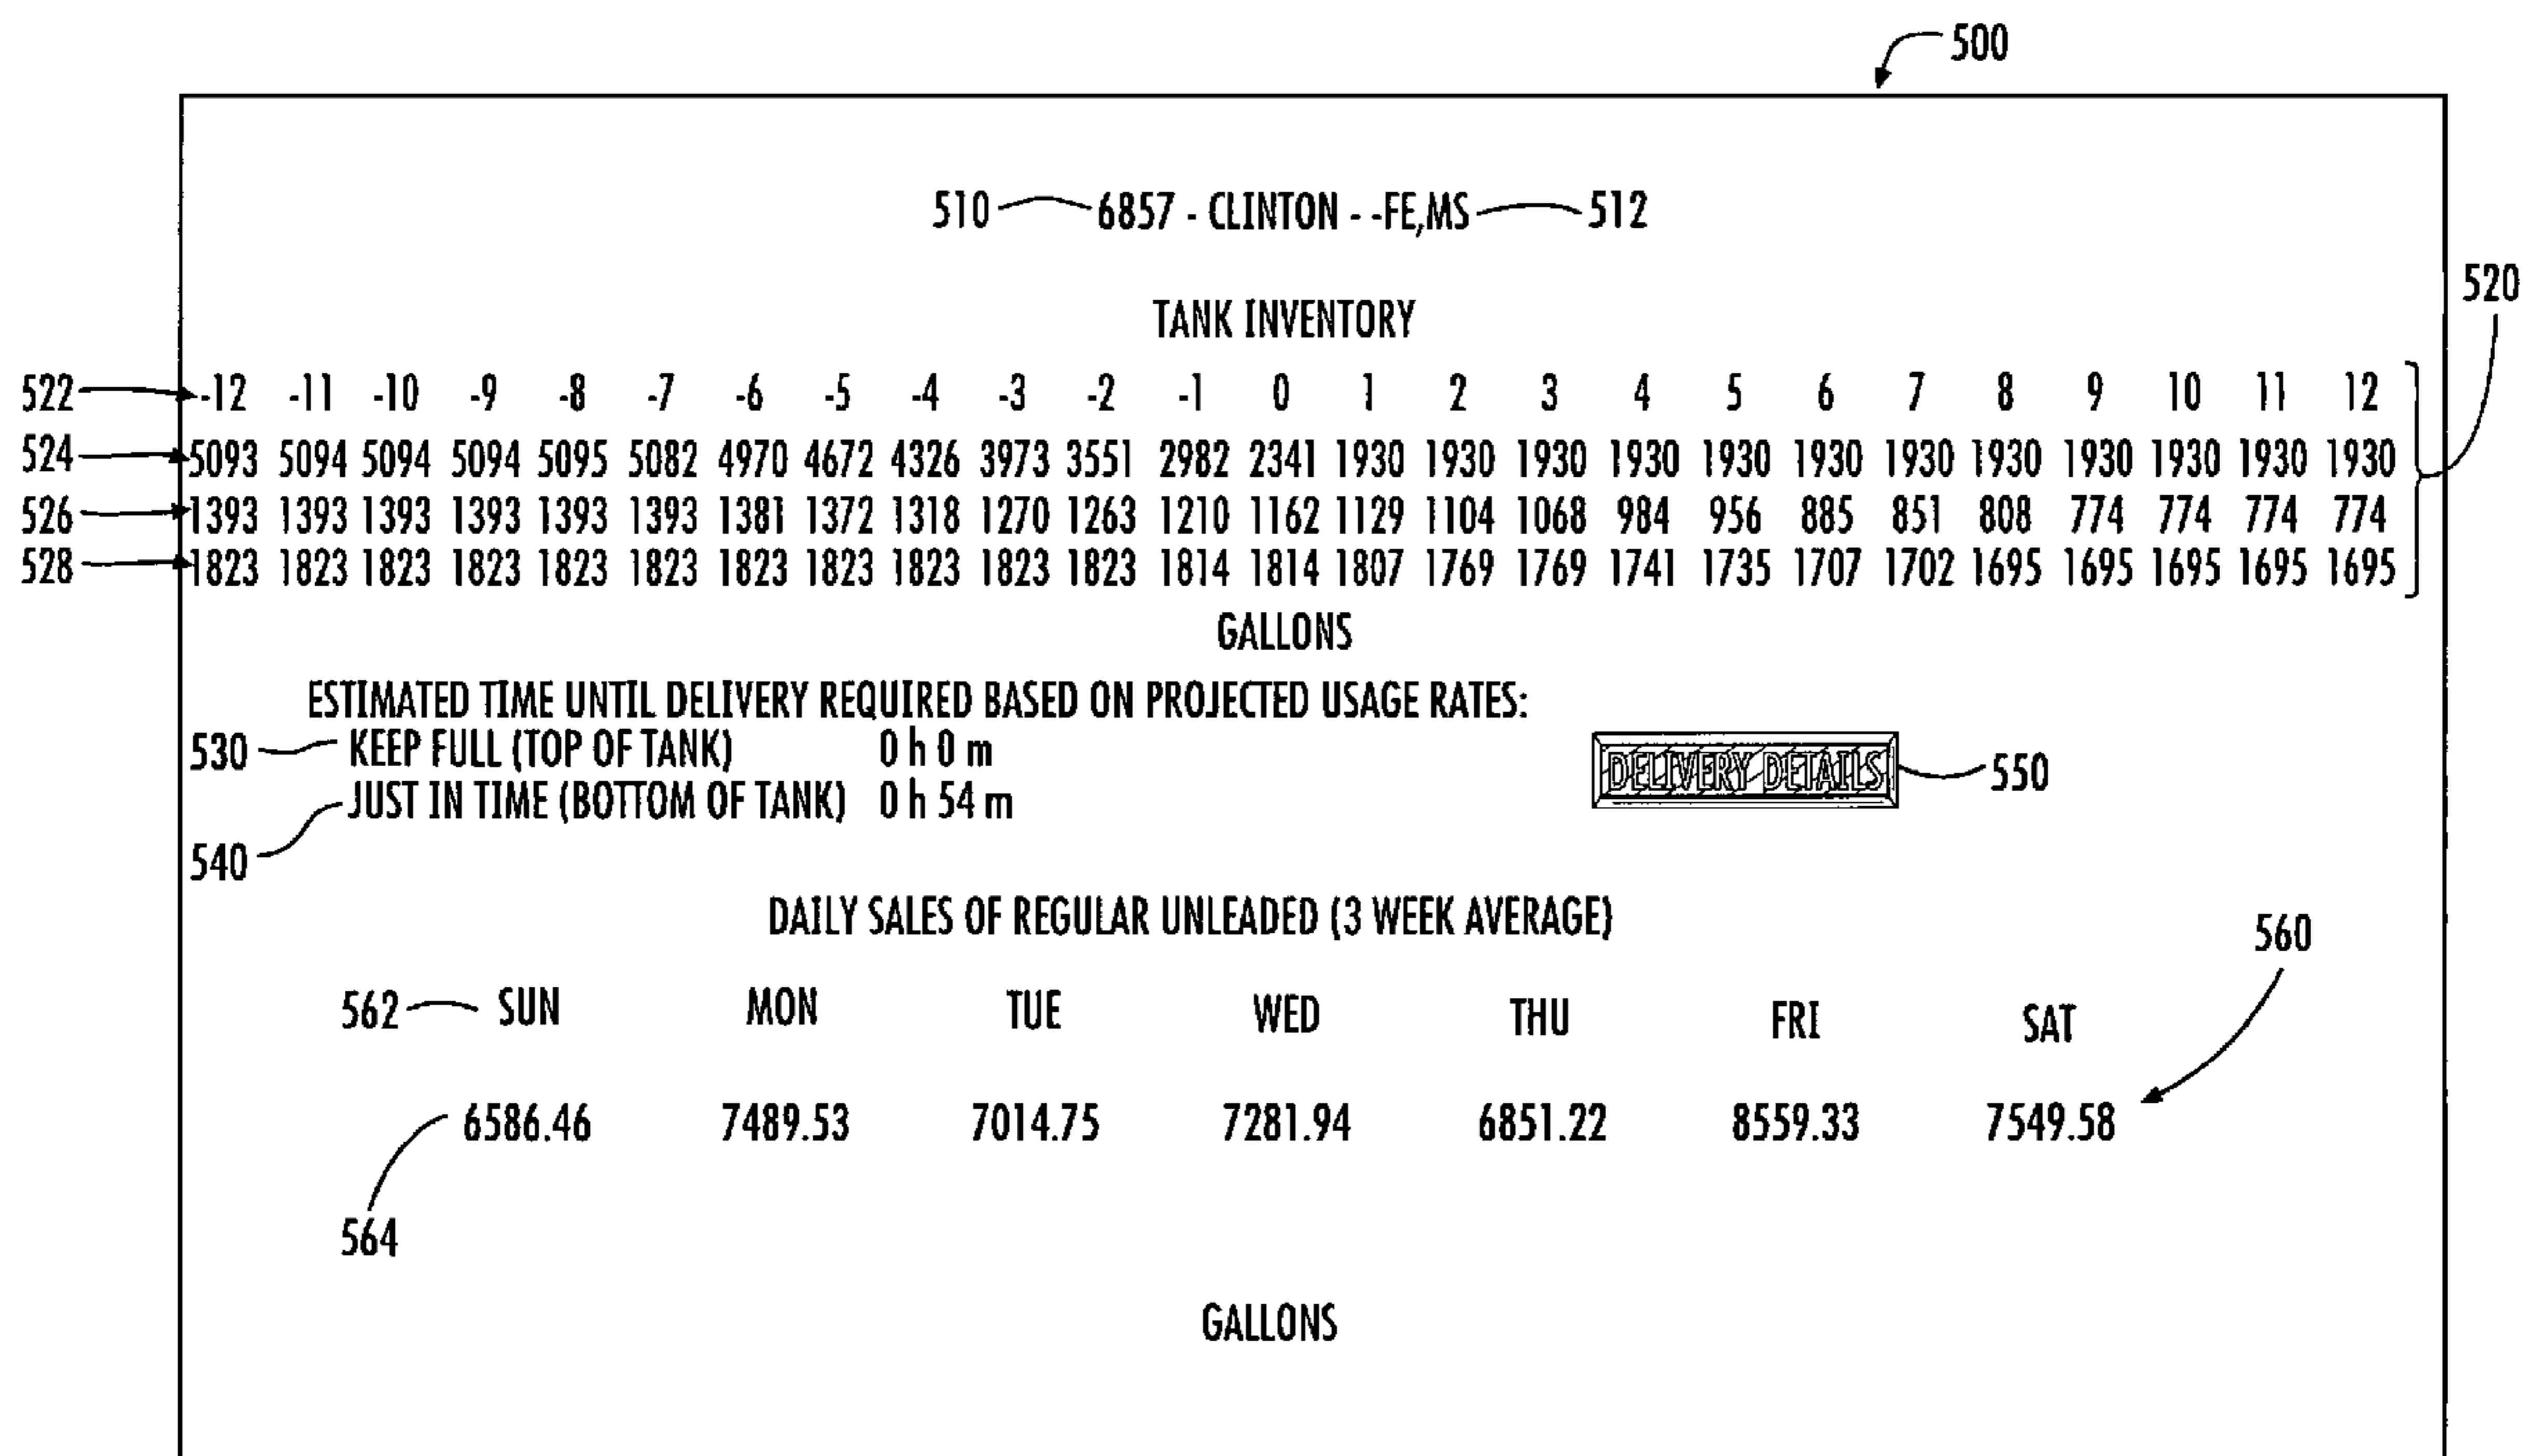 500
510 6857 - CLINTON - -FE,MS 512
520
TANK INVENTORY
522 -12 -11 -10 -9 -8 -7 -6 -5 -4 -3 -2 -1 0 1 2 3 4 5 6 7 8 9 10 11 12
524 5093 5094 5094 5094 5095 5082 4970 4672 4326 3973 3551 2982 2341 1930 1930 1930 1930 1930 1930 1930 1930 1930 1930 1930 1930
526 1393 1393 1393 1393 1393 1393 1381 1372 1318 1270 1263 1210 1162 1129 1104 1068 984 956 885 851 808 774 774 774 774
528 1823 1823 1823 1823 1823 1823 1823 1823 1823 1823 1823 1814 1814 1807 1769 1769 1741 1735 1707 1702 1695 1695 1695 1695 1695
GALLONS
ESTIMATED TIME UNTIL DELIVERY REQUIRED BASED ON PROJECTED USAGE RATES:
530 KEEP FULL (TOP OF TANK) 0 h 0 m
DELIVERY DETAILS 550
JUST IN TIME (BOTTOM OF TANK) 0 h 54 m
540
DAILY SALES OF REGULAR UNLEADED (3 WEEK AVERAGE)
560
562 SUN MON TUE WED THU FRI SAT
6586.46 7489.53 7014.75 7281.94 6851.22 8559.33 7549.58
564
GALLONS